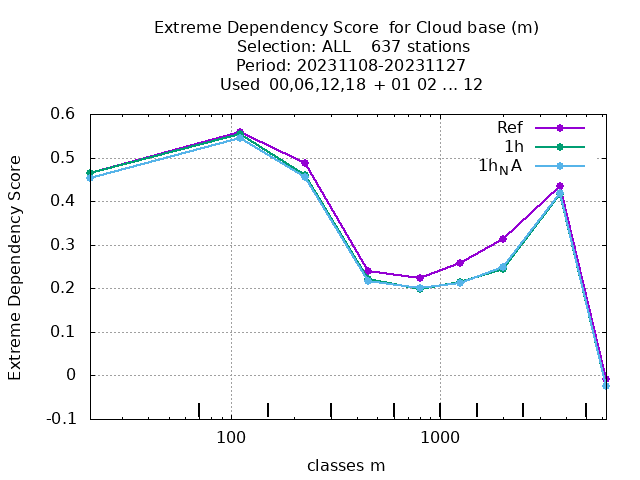 Extreme Dependency Score  for Cloud base (m)
Selection: ALL    637 stations
Period: 20231108-20231127
Used  00,06,12,18  + 01 02 ... 12
Extreme Dependency Score
0.6
0.5
0.4
0.3
0.2
0.1
0
-0.1
Ref
1h
1h_NA
100
1000
classes m